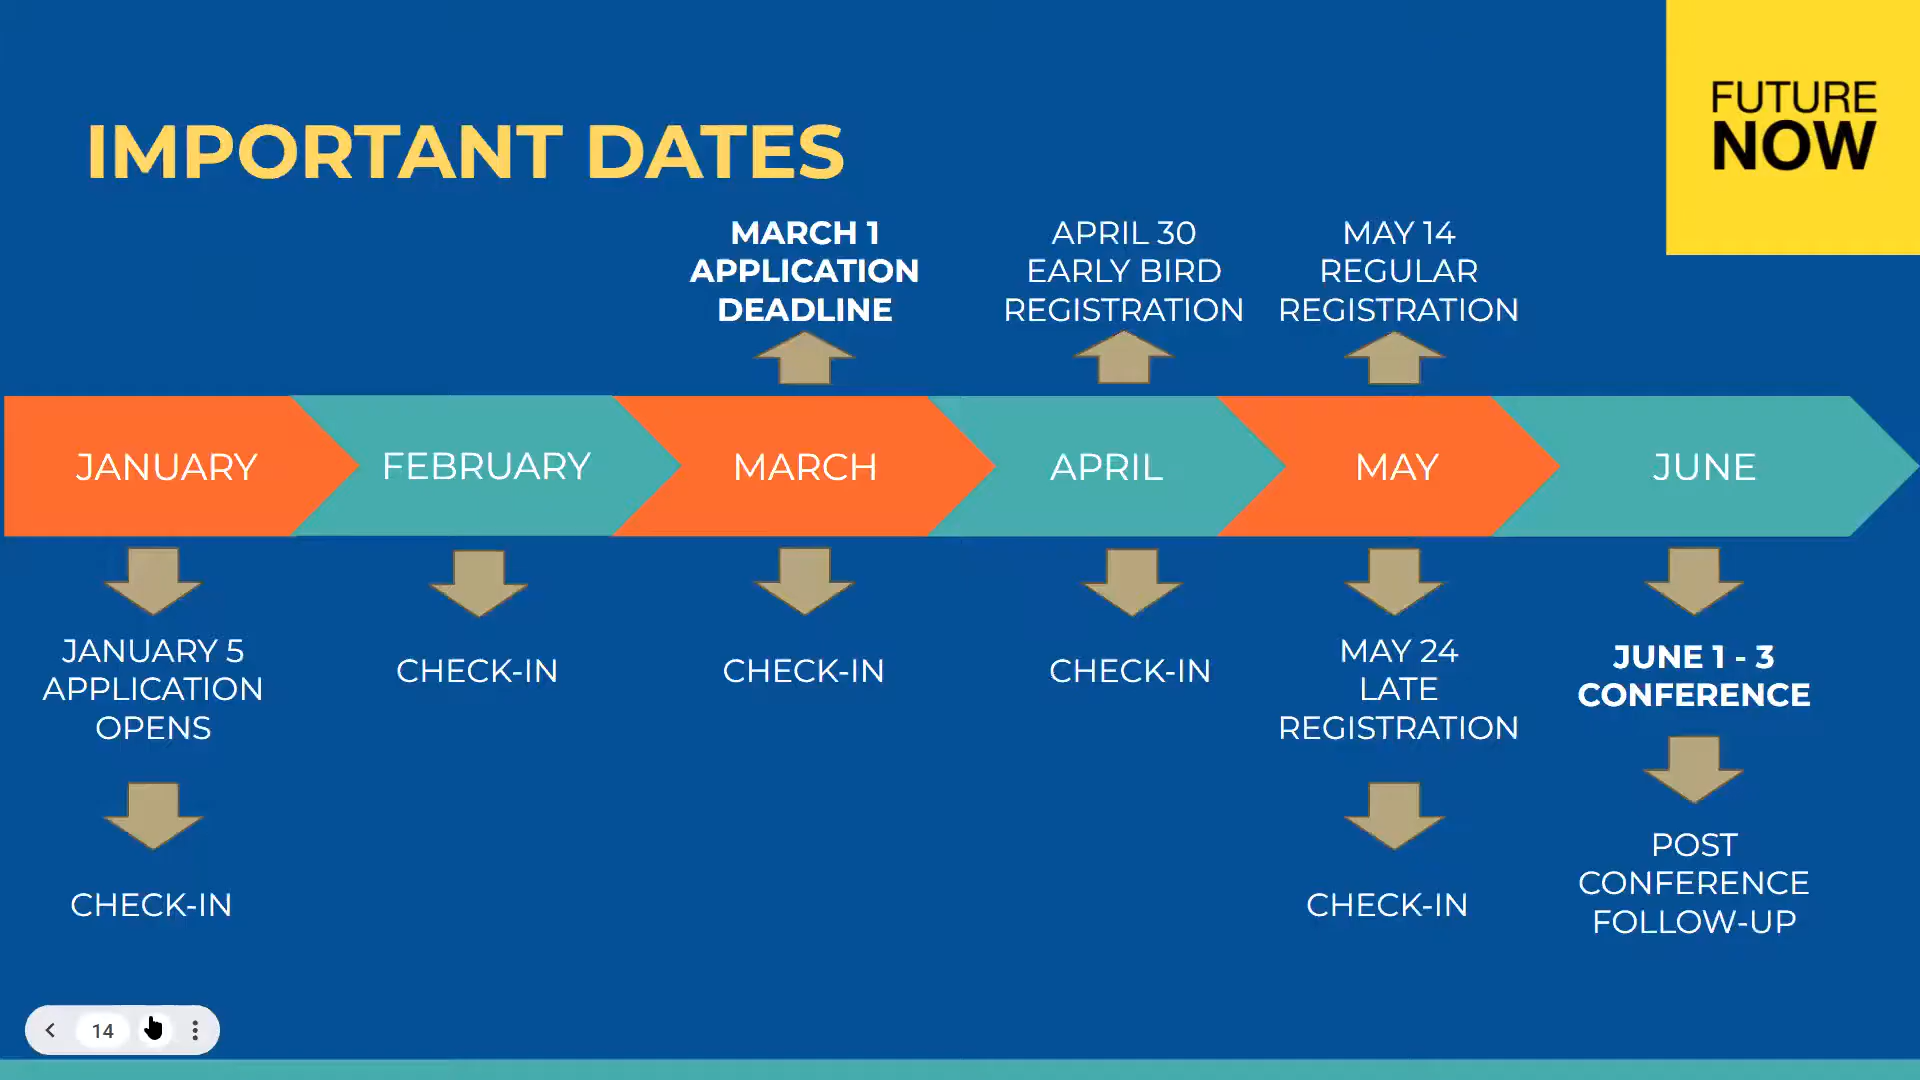 FUTURE
NOW
IMPORTANT DATES
MARCH 1
APPLICATION
DEADLINE
APRIL 30
EARLY BIRD
REGISTRATION
MAY 14
REGULAR
REGISTRATION
JANUARY
FEBRUARY
MARCH
APRIL
MAY
JUNE
JANUARY 5
APPLICATION
OPENS
CHECK-IN
CHECK-IN
CHECK-IN
CHECK-IN
MAY 24
LATE
REGISTRATION
CHECK-IN
JUNE 1 - 3
CONFERENCE
POST
CONFERENCE
FOLLOW-UP
14